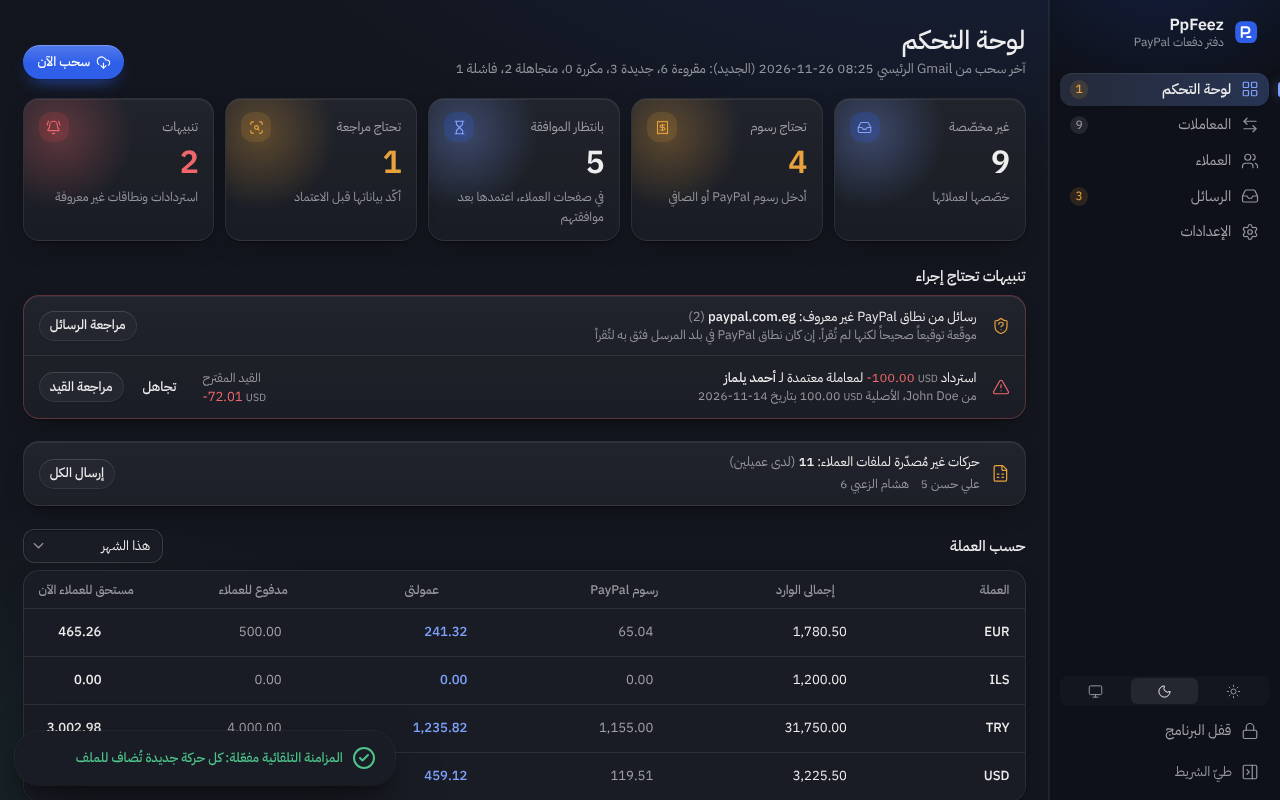 PpFeez
دفتر دفعات PayPal
لوحة التحكم
1
المعاملات
9
العملاء
الرسائل
3
الإعدادات
قفل البرنامج
طيّ الشريط
لوحة التحكم
آخر سحب من Gmail الرئيسي 08:25 2026-11-26 (الجديد): مقروءة 6، جديدة 3، مكررة 0، متجاهلة 2، فاشلة 1
سحب الآن
غير مخصّصة
9
خصّصها لعملائها
تحتاج رسوم
4
أدخل رسوم PayPal أو الصافي
بانتظار الموافقة
5
في صفحات العملاء، اعتمدها بعد
موافقتهم
تحتاج مراجعة
1
أكّد بياناتها قبل الاعتماد
تنبيهات
2
استردادات ونطاقات غير معروفة
تنبيهات تحتاج إجراء
رسائل من نطاق PayPal غير معروف: paypal.com.eg (2)
موقّعة توقيعاً صحيحاً لكنها لم تُقرأ. إن كان نطاق PayPal في بلد المرسل فثق به لتُقرأ
مراجعة الرسائل
استرداد -100.00 USD لمعاملة معتمدة لـ أحمد يلماز
من John Doe، الأصلية 100.00 USD بتاريخ 2026-11-14
القيد المقترح
-72.01 USD
تجاهل
مراجعة القيد
حركات غير مُصدّرة لملفات العملاء: 11 (لدى عميلين)
علي حسن 5 هشام الزعبي 6
إرسال الكل
حسب العملة
هذا الشهر
العملة إجمالي الوارد رسوم PayPal عمولتي مدفوع للعملاء مستحق للعملاء الآن
EUR 1,780.50 65.04 241.32 500.00 465.26
ILS 1,200.00 0.00 0.00 0.00 0.00
TRY 31,750.00 1,155.00 1,235.82 4,000.00 3,002.98
USD 3,225.50 119.51 459.12
المزامنة التلقائية مفعّلة: كل حركة جديدة تُضاف للملف